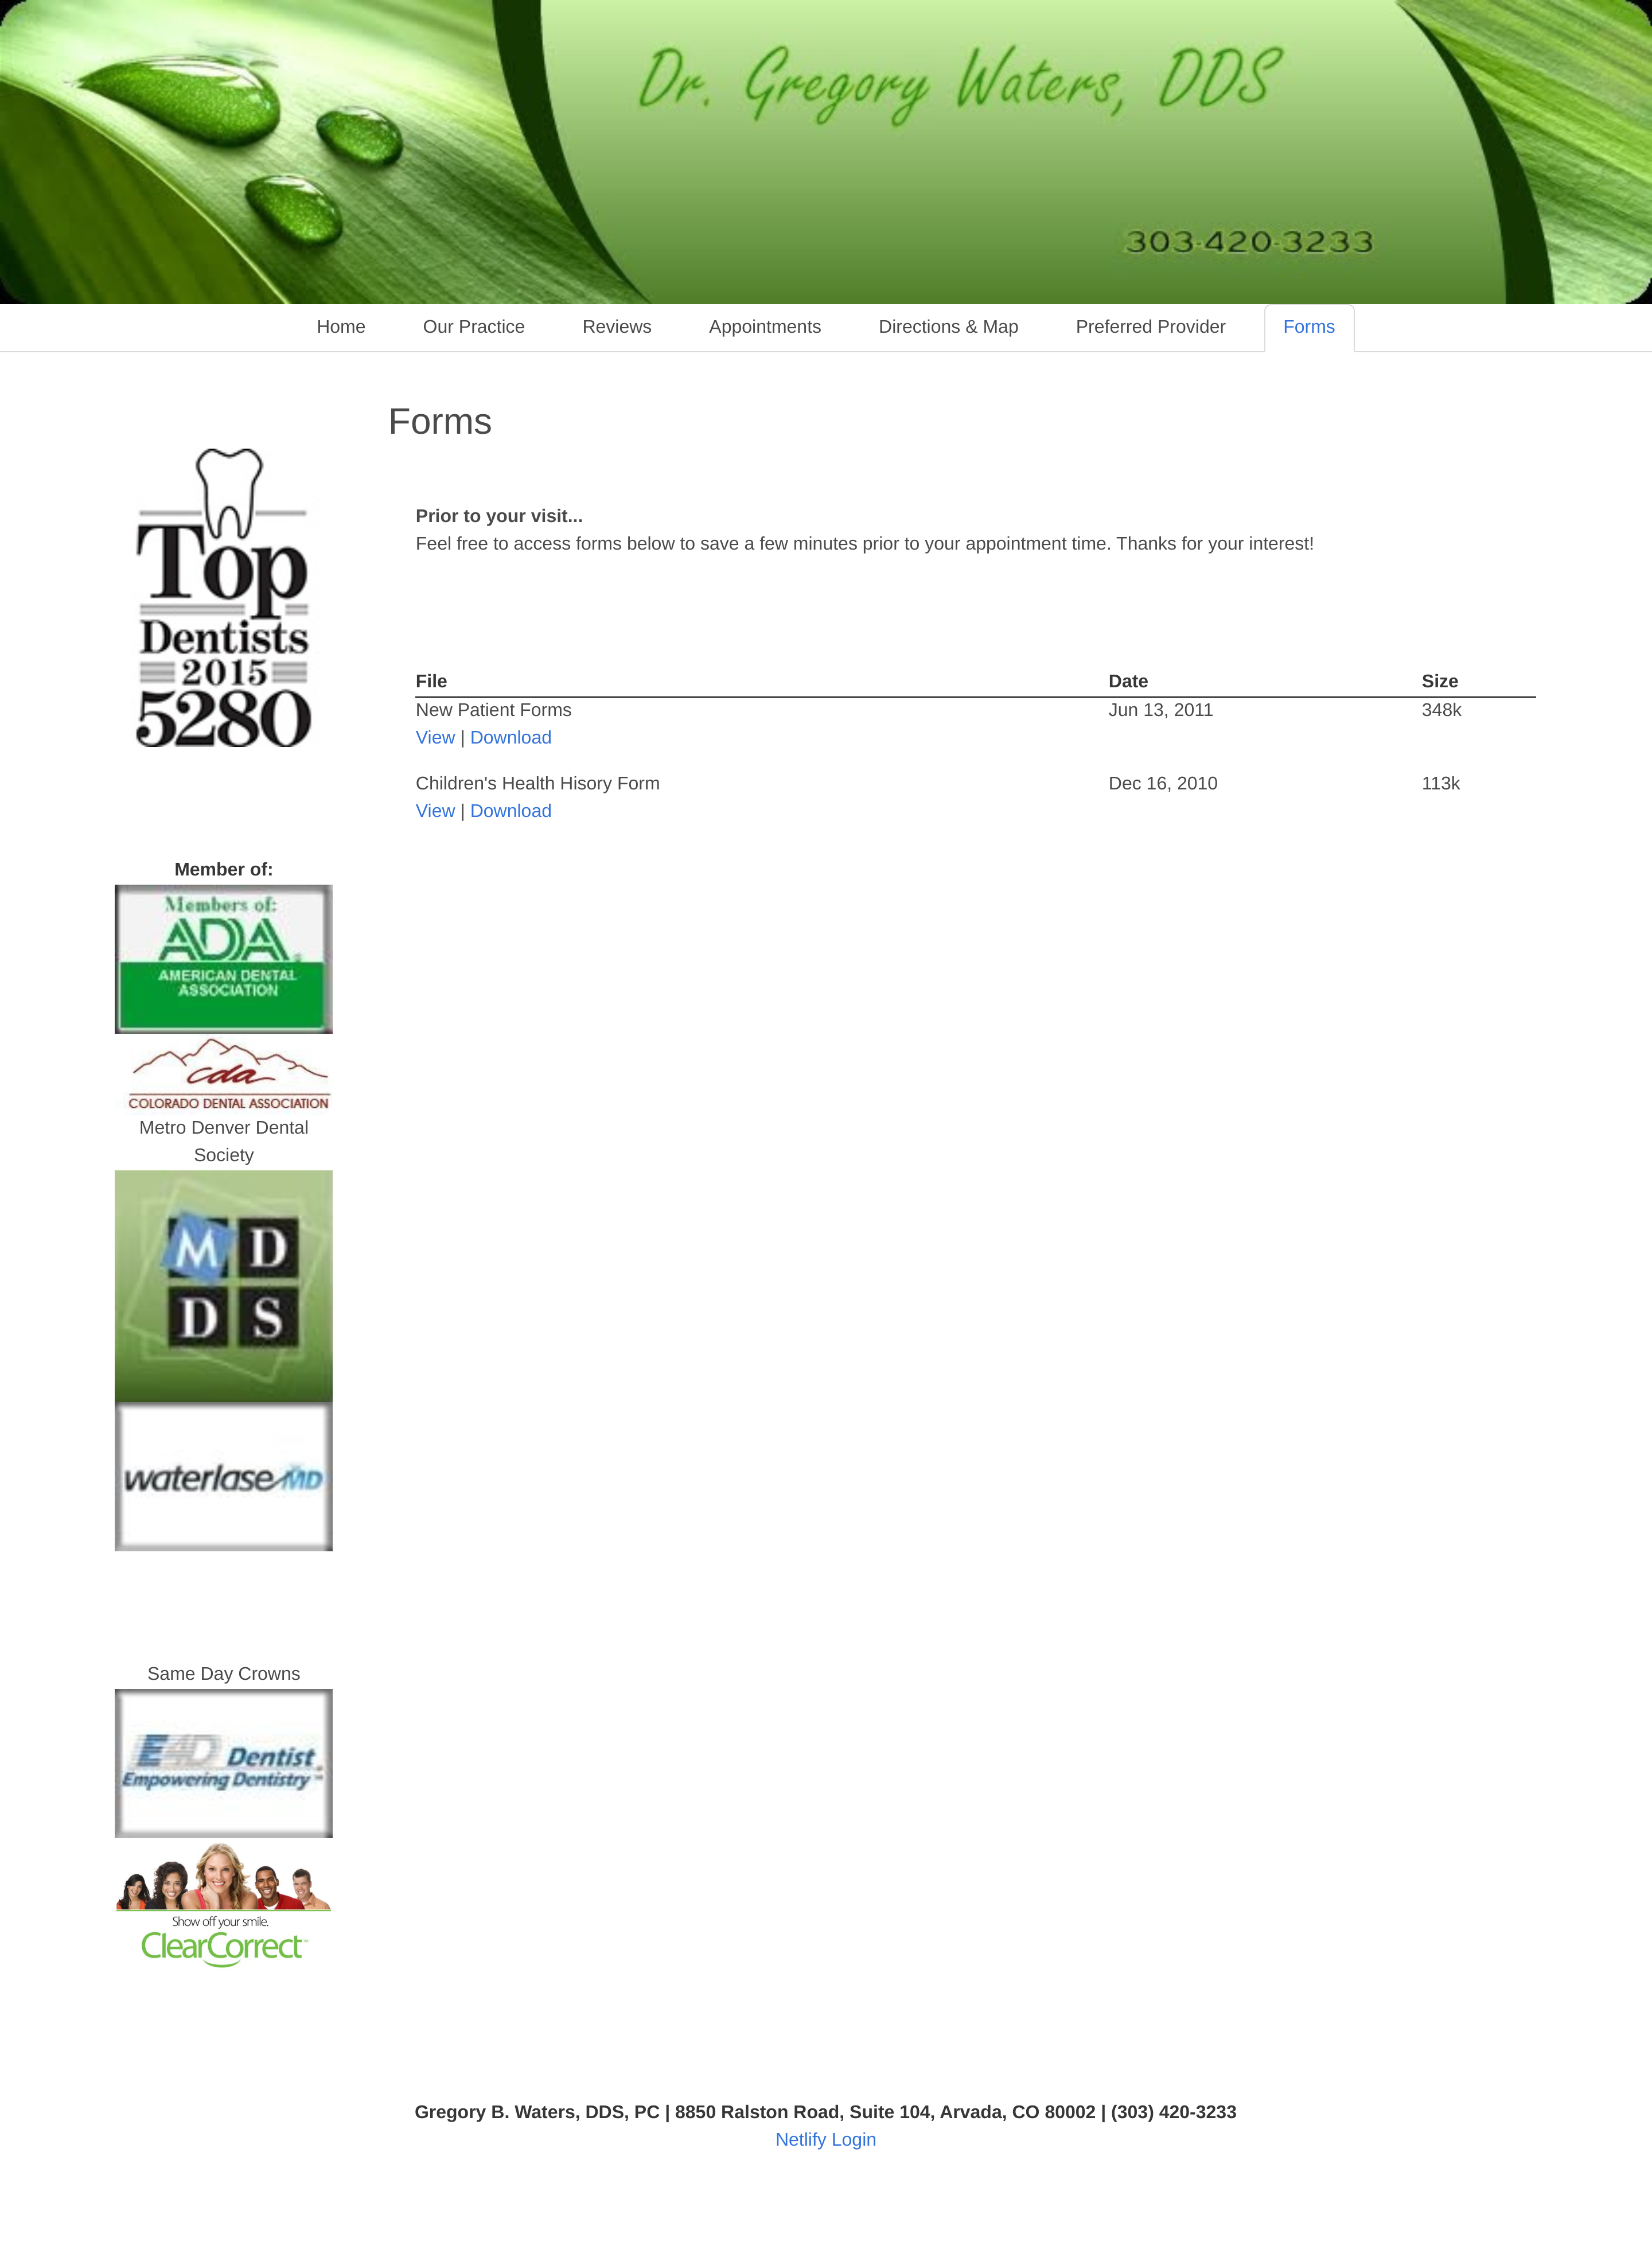 Dr. Gregory Waters, DDS
303-420-3233
Home Our Practice Reviews Appointments Directions & Map Preferred Provider Forms
Forms
Top
Dentists
2015
5280
Prior to your visit...
Feel free to access forms below to save a few minutes prior to your appointment time. Thanks for your interest!
File Date Size
New Patient Forms Jun 13, 2011 348k
View | Download
Children's Health Hisory Form Dec 16, 2010 113k
View | Download
Member of:
Members of:
ADA®
AMERICAN DENTAL
ASSOCIATION
cda
COLORADO DENTAL ASSOCIATION
Metro Denver Dental
Society
M D
D S
waterlase MD
Same Day Crowns
E4D Dentist
Empowering Dentistry™
Show off your smile.
ClearCorrect™
Gregory B. Waters, DDS, PC | 8850 Ralston Road, Suite 104, Arvada, CO 80002 | (303) 420-3233
Netlify Login